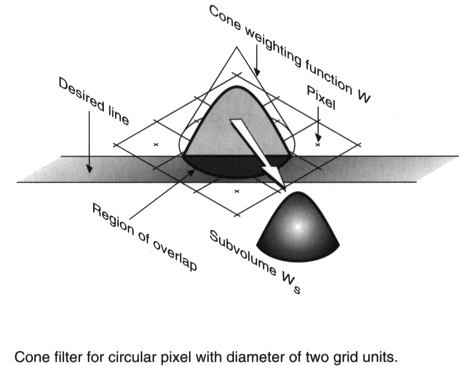 Cone weighting function W
Pixel
Desired line
Region of overlap
Subvolume Ws
Cone filter for circular pixel with diameter of two grid units.